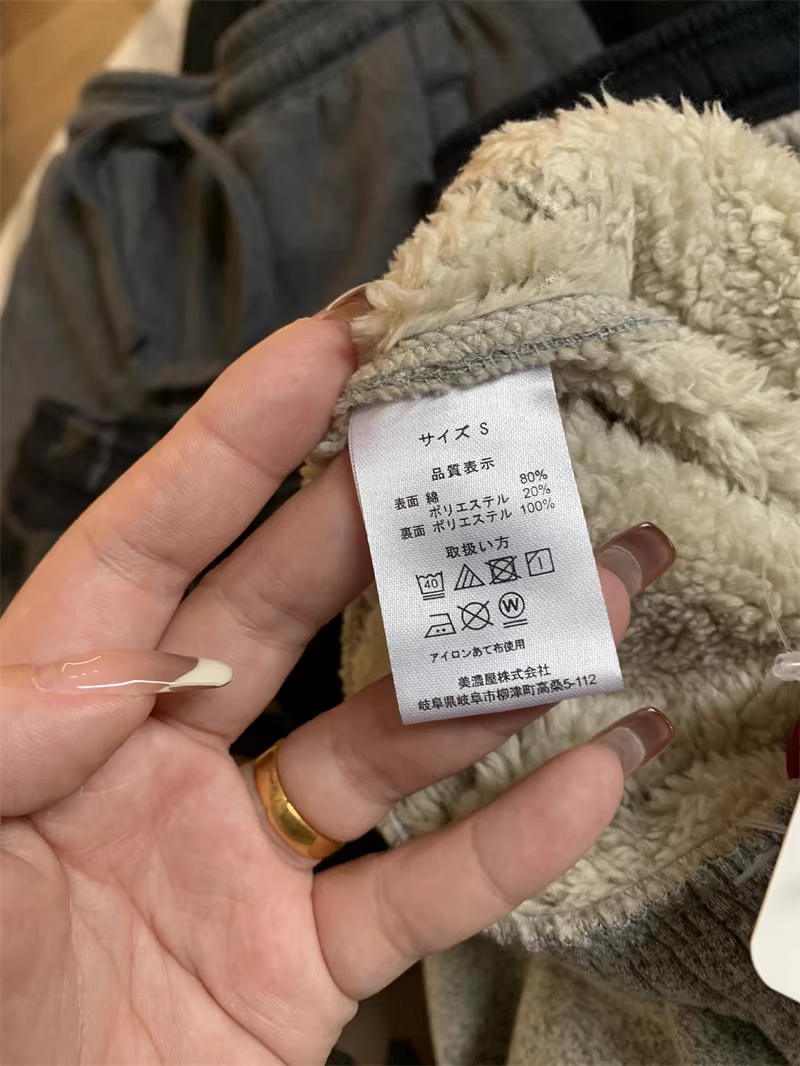 サイズ S
品質表示
表面 綿 80%
ポリエステル 20%
裏面 ポリエステル 100%
取扱い方
40
W
アイロンあて布使用
美濃屋株式会社
岐阜県岐阜市柳津町高桑5-112